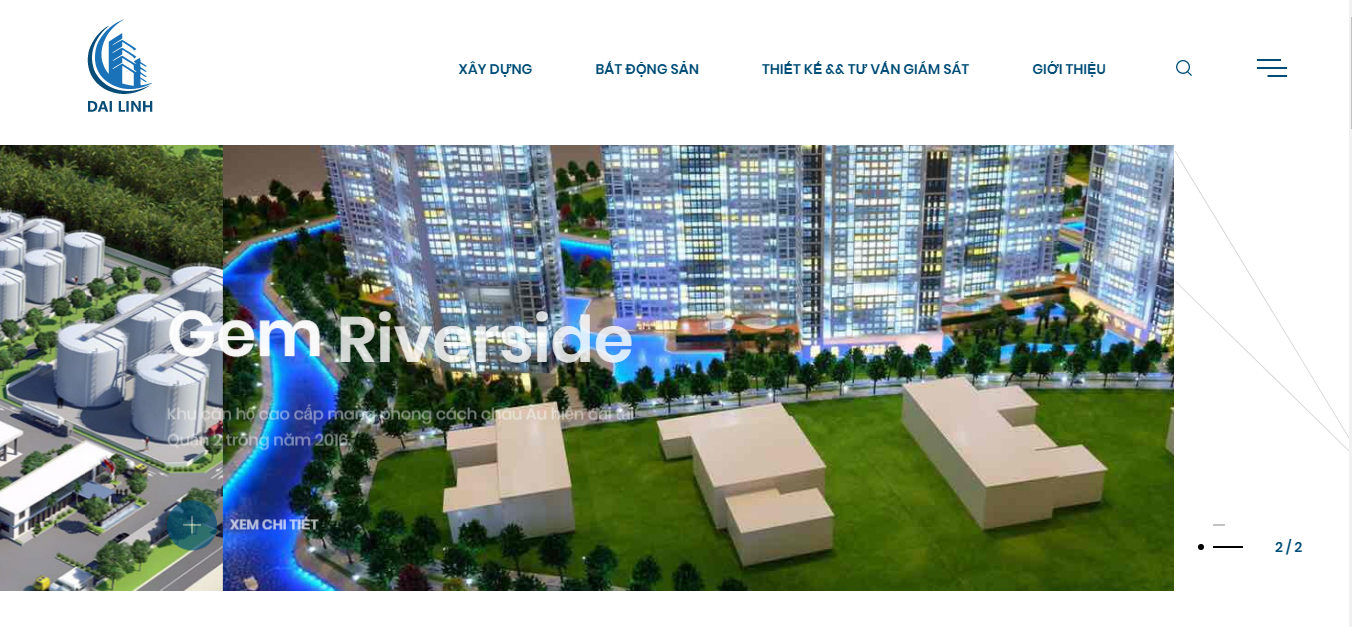 DAI LINH
XÂY DỰNG
BẤT ĐỘNG SẢN
THIẾT KẾ && TƯ VẤN GIÁM SÁT
GIỚI THIỆU
Gem Riverside
Khu căn hộ cao cấp mang phong cách châu Âu hiện đại tại
Quận 2 trong năm 2016.
XEM CHI TIẾT
2 / 2